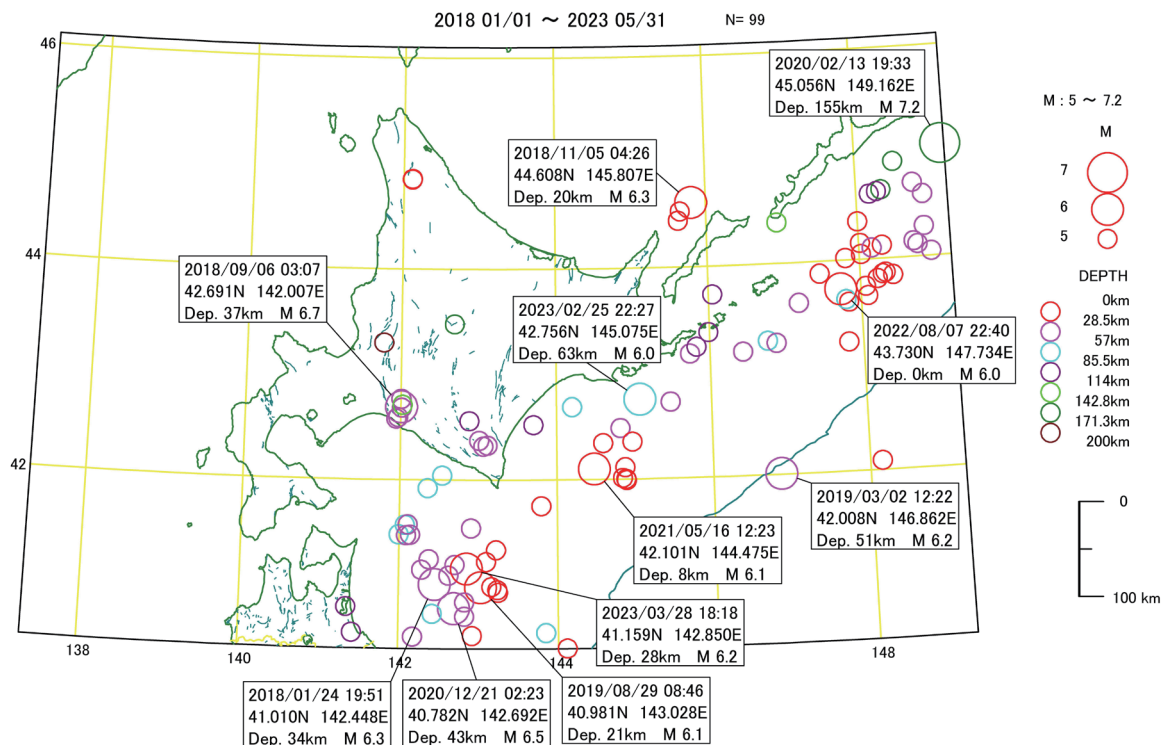 2018 01/01 ～ 2023 05/31 N= 99
46
44
42
138
140
142
144
148
2020/02/13 19:33
45.056N 149.162E
Dep. 155km M 7.2
2018/11/05 04:26
44.608N 145.807E
Dep. 20km M 6.3
2018/09/06 03:07
42.691N 142.007E
Dep. 37km M 6.7
2023/02/25 22:27
42.756N 145.075E
Dep. 63km M 6.0
2022/08/07 22:40
43.730N 147.734E
Dep. 0km M 6.0
2019/03/02 12:22
42.008N 146.862E
Dep. 51km M 6.2
2021/05/16 12:23
42.101N 144.475E
Dep. 8km M 6.1
2023/03/28 18:18
41.159N 142.850E
Dep. 28km M 6.2
2018/01/24 19:51
41.010N 142.448E
Dep. 34km M 6.3
2020/12/21 02:23
40.782N 142.692E
Dep. 43km M 6.5
2019/08/29 08:46
40.981N 143.028E
Dep. 21km M 6.1
M : 5 ～ 7.2
M
7
6
5
DEPTH
0km
28.5km
57km
85.5km
114km
142.8km
171.3km
200km
0
100 km